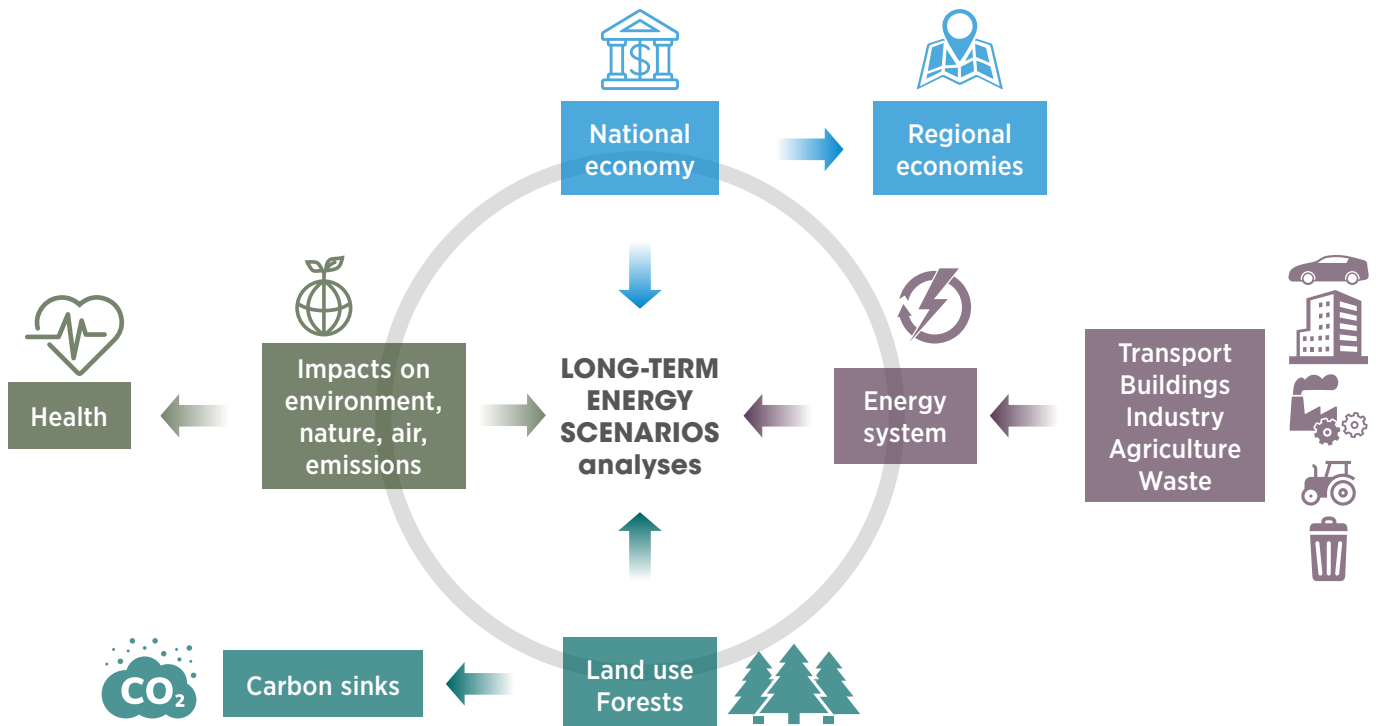 National
economy
Regional
economies
Health
Impacts on
environment,
nature, air,
emissions
LONG-TERM
ENERGY
SCENARIOS
analyses
Energy
system
Transport
Buildings
Industry
Agriculture
Waste
CO₂
Carbon sinks
Land use
Forests